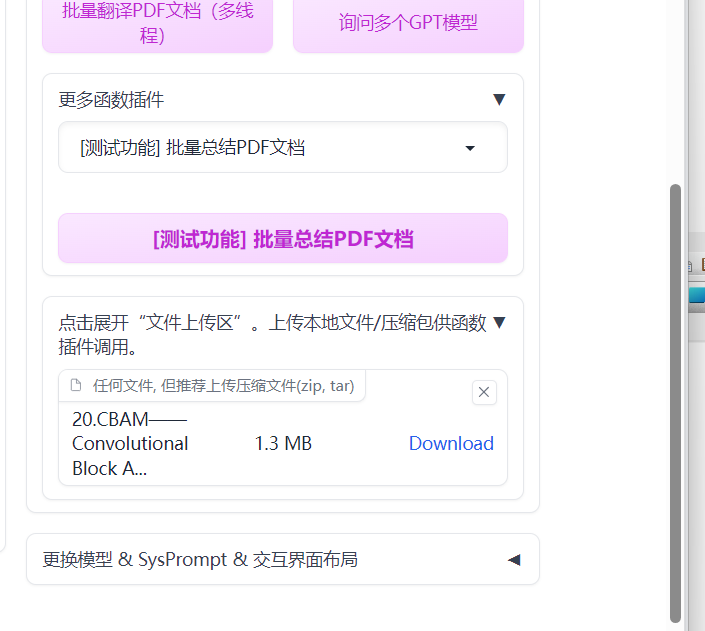 批量翻译PDF文档（多线
程）
询问多个GPT模型
更多函数插件
[测试功能] 批量总结PDF文档
[测试功能] 批量总结PDF文档
点击展开“文件上传区”。上传本地文件/压缩包供函数
插件调用。
任何文件, 但推荐上传压缩文件(zip, tar)
20.CBAM——
Convolutional
Block A...
1.3 MB
Download
更换模型 & SysPrompt & 交互界面布局